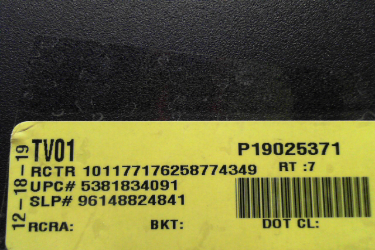 12-18-19
TV01 P19025371
RCTR 101177176258774349 RT :7
UPC# 5381834091
SLP# 96148824841
RCRA: BKT: DOT CL: